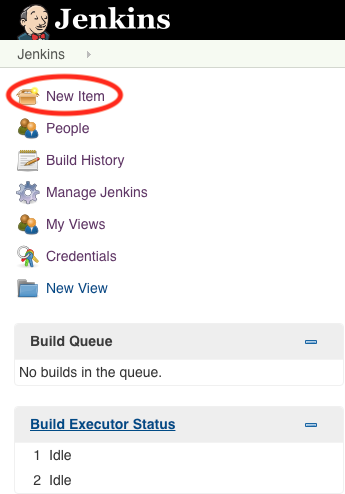 Jenkins
Jenkins
New Item
People
Build History
Manage Jenkins
My Views
Credentials
New View
Build Queue
No builds in the queue.
Build Executor Status
1 Idle
2 Idle